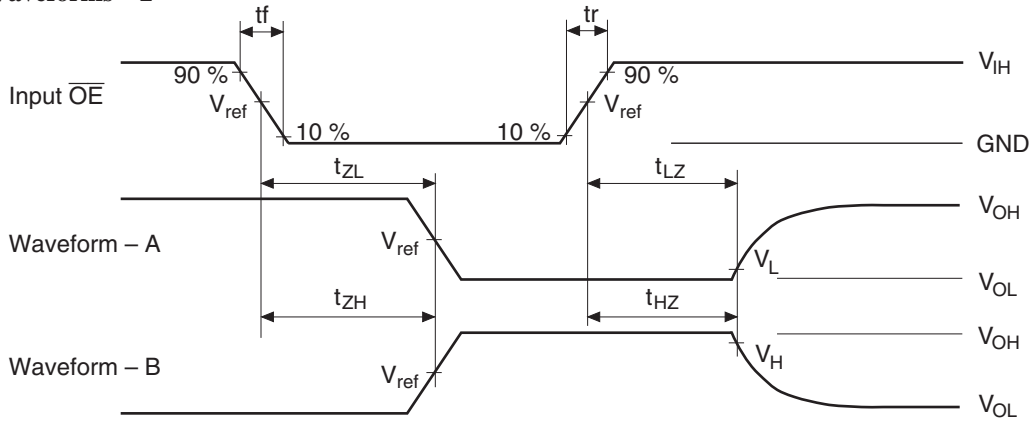 tf
tr
90 %
90 %
V_IH
Input O̅E̅
V_ref
V_ref
10 %
10 %
GND
t_ZL
t_LZ
V_OH
Waveform – A
V_ref
V_L
V_OL
t_ZH
t_HZ
V_OH
Waveform – B
V_ref
V_H
V_OL